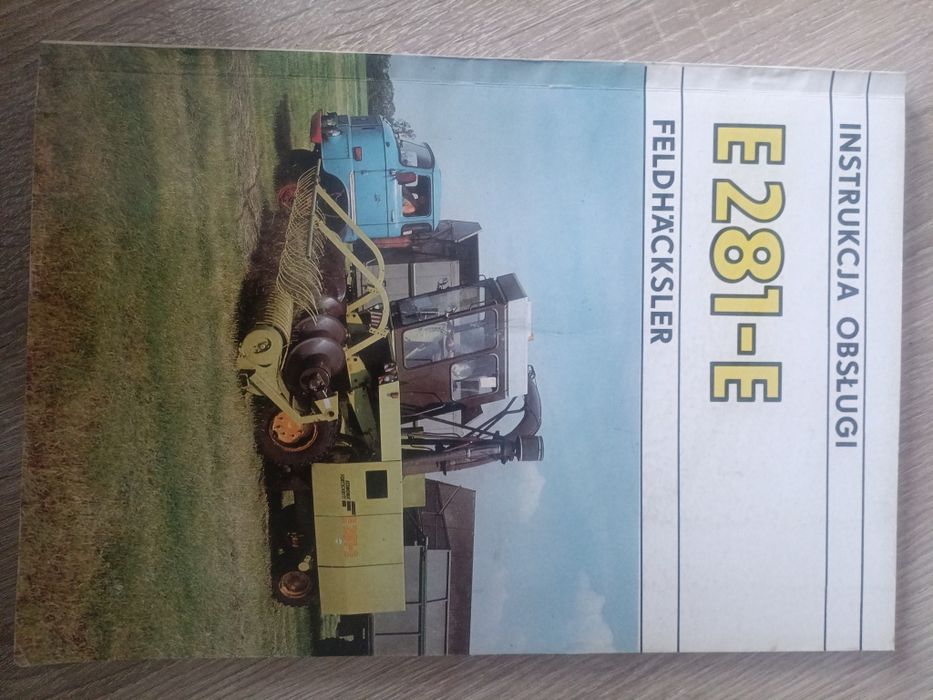 INSTRUKCJA OBSŁUGI
E 281-E
FELDHÄCKSLER